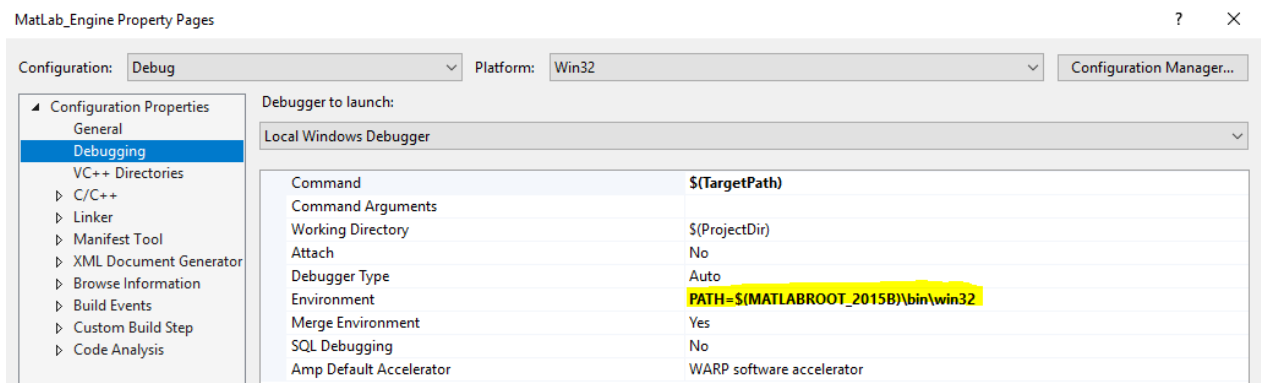 MatLab_Engine Property Pages
? ×
Configuration: Debug Platform: Win32 Configuration Manager...
Configuration Properties
General
Debugging
VC++ Directories
C/C++
Linker
Manifest Tool
XML Document Generator
Browse Information
Build Events
Custom Build Step
Code Analysis
Debugger to launch:
Local Windows Debugger
Command $(TargetPath)
Command Arguments
Working Directory $(ProjectDir)
Attach No
Debugger Type Auto
Environment PATH=$(MATLABROOT_2015B)\bin\win32
Merge Environment Yes
SQL Debugging No
Amp Default Accelerator WARP software accelerator